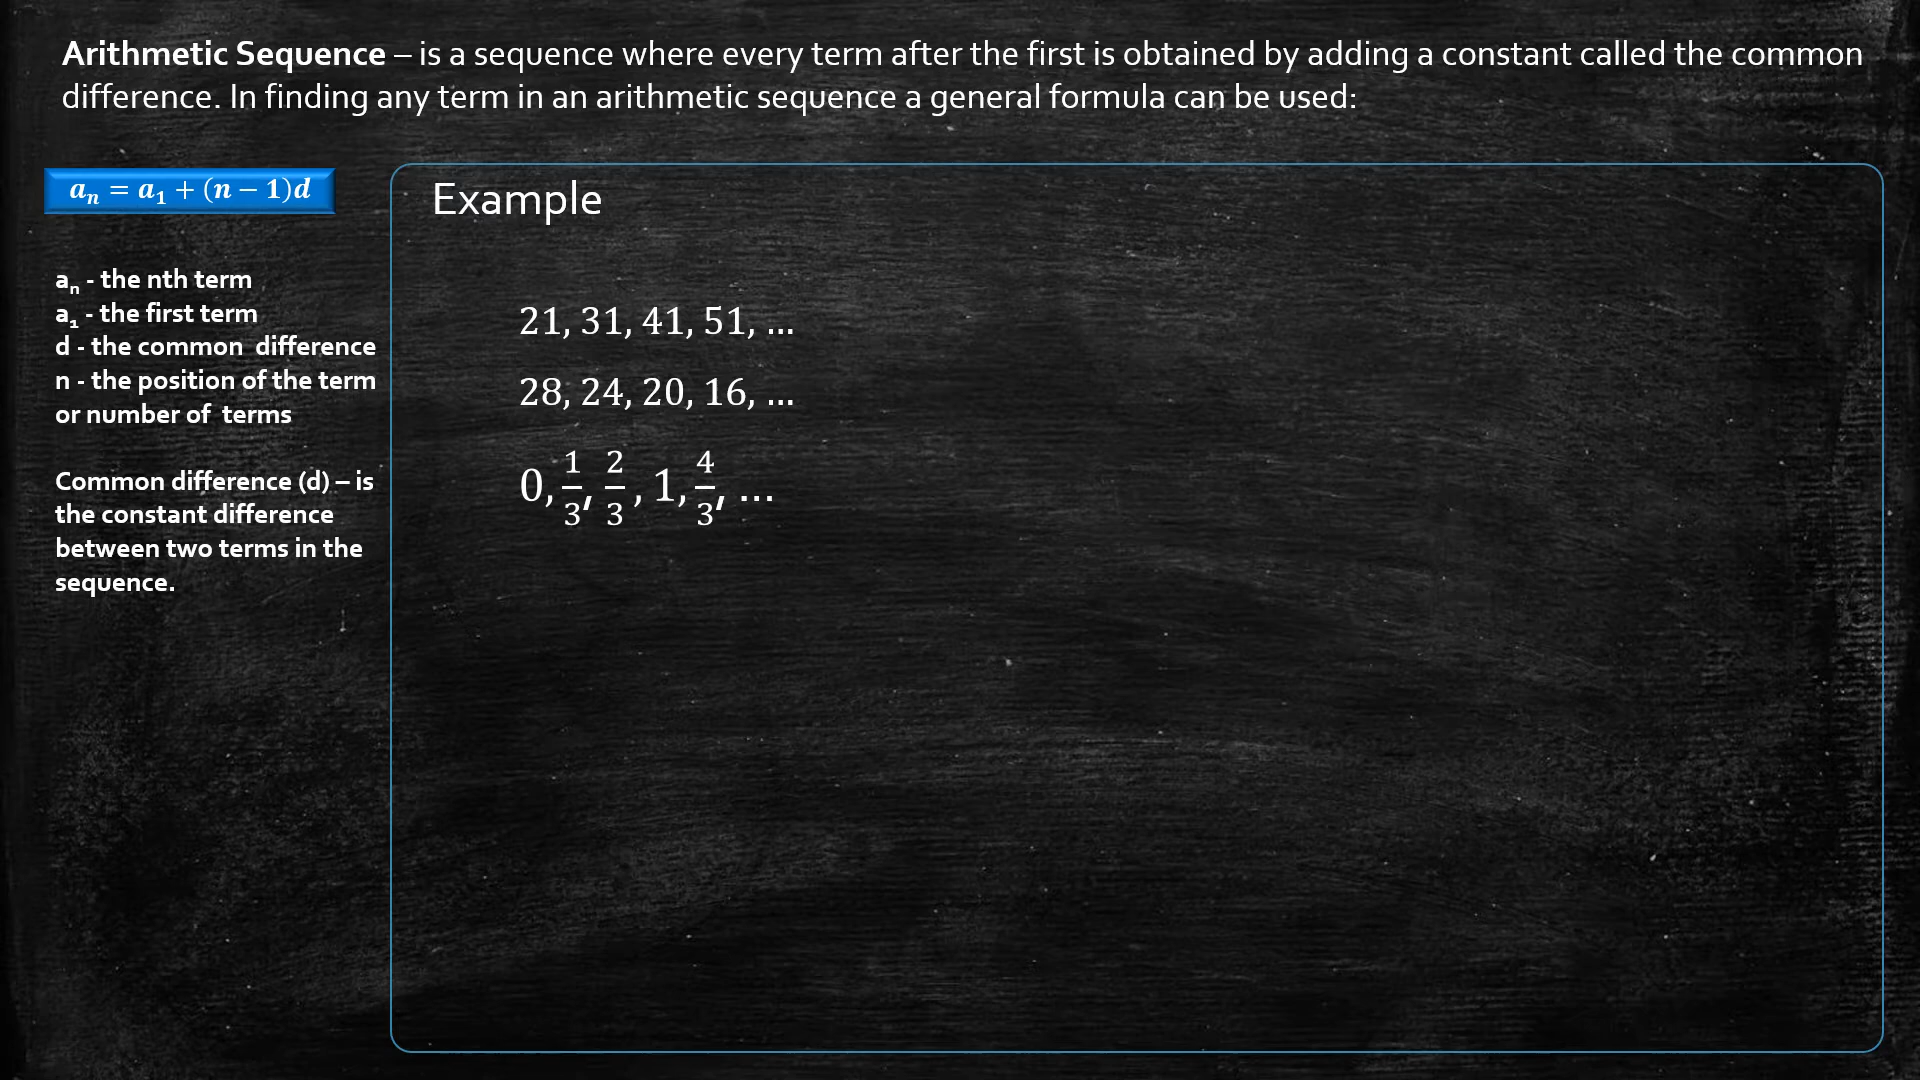 Arithmetic Sequence – is a sequence where every term after the first is obtained by adding a constant called the common
difference. In finding any term in an arithmetic sequence a general formula can be used:
aₙ = a₁ + (n − 1)d
Example
aₙ - the nth term
a₁ - the first term
d - the common difference
n - the position of the term
or number of terms
Common difference (d) – is
the constant difference
between two terms in the
sequence.
21, 31, 41, 51, …
28, 24, 20, 16, …
0, 1/3, 2/3, 1, 4/3, …